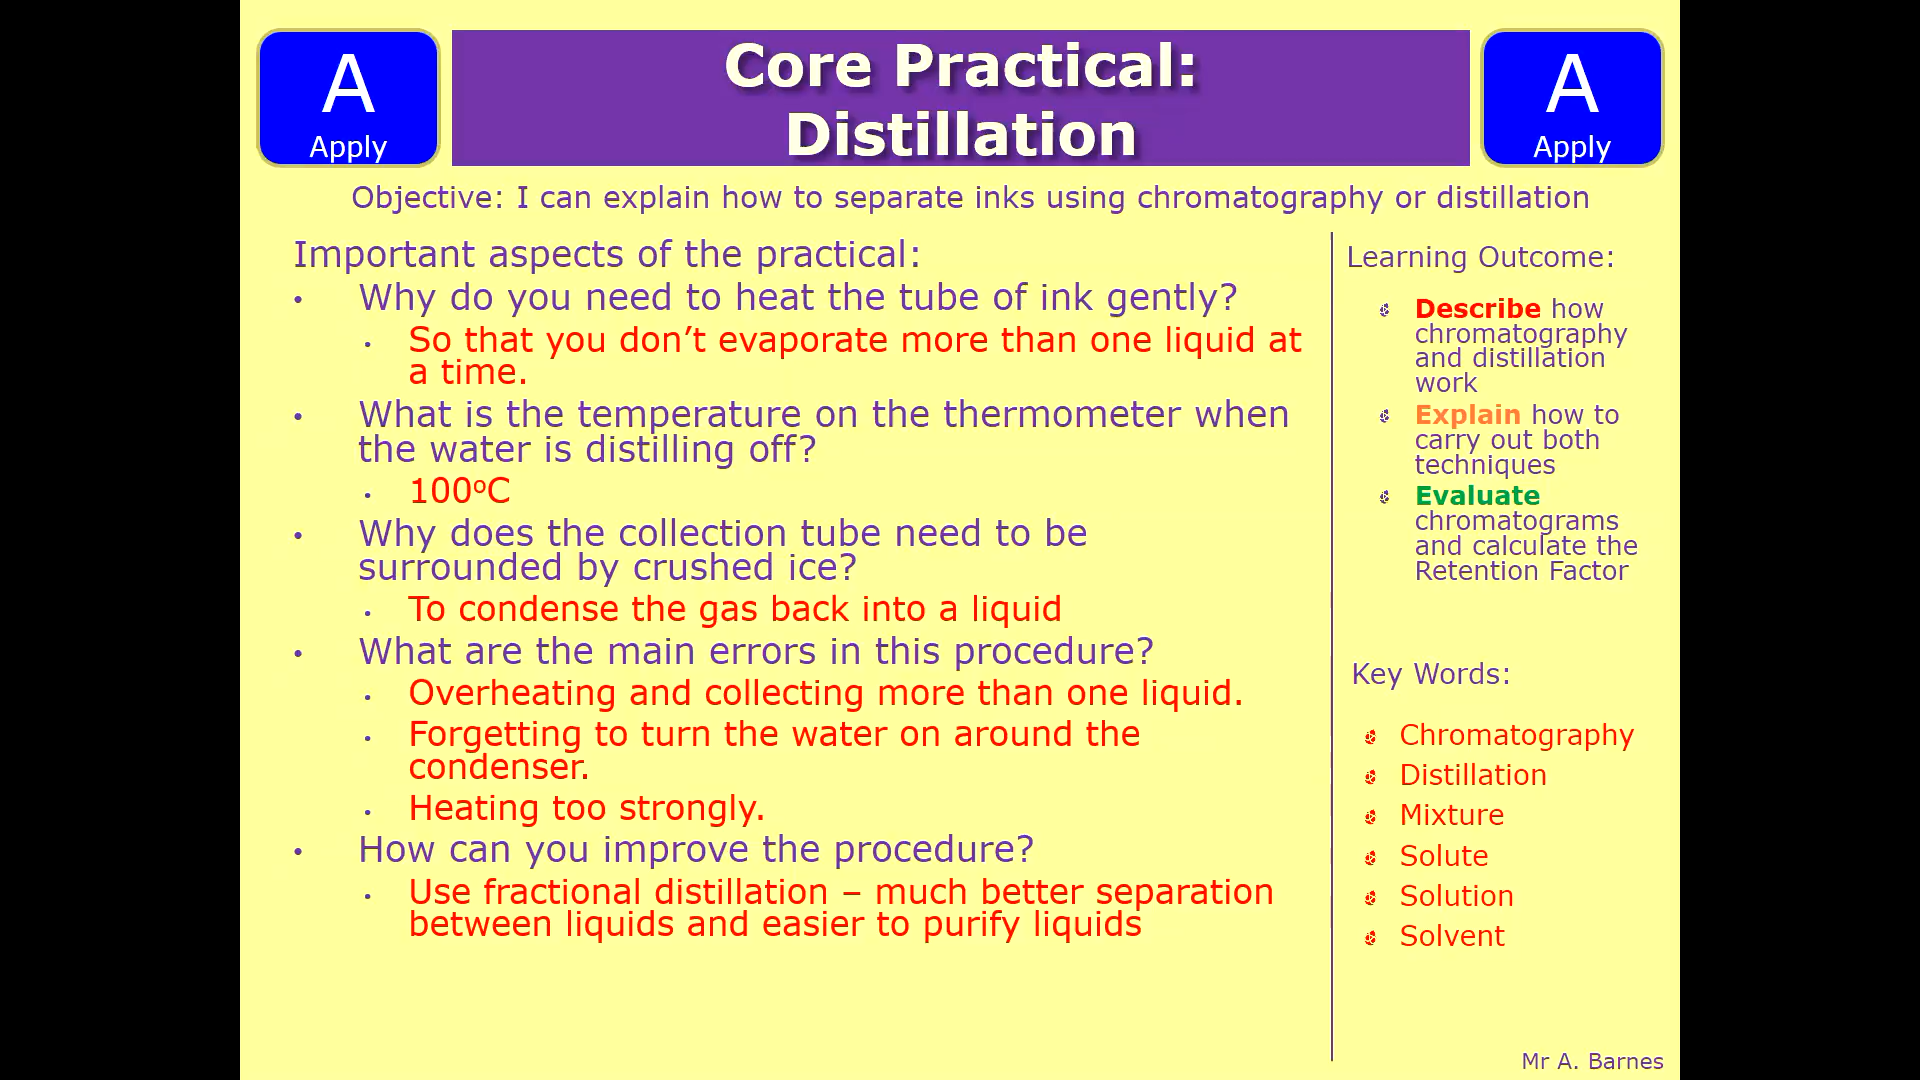 A
Apply
Core Practical:
Distillation
A
Apply
Objective: I can explain how to separate inks using chromatography or distillation
Important aspects of the practical:
• Why do you need to heat the tube of ink gently?
• So that you don’t evaporate more than one liquid at
a time.
• What is the temperature on the thermometer when
the water is distilling off?
• 100ºC
• Why does the collection tube need to be
surrounded by crushed ice?
• To condense the gas back into a liquid
• What are the main errors in this procedure?
• Overheating and collecting more than one liquid.
• Forgetting to turn the water on around the
condenser.
• Heating too strongly.
• How can you improve the procedure?
• Use fractional distillation – much better separation
between liquids and easier to purify liquids
Learning Outcome:
Describe how
chromatography
and distillation
work
Explain how to
carry out both
techniques
Evaluate
chromatograms
and calculate the
Retention Factor
Key Words:
Chromatography
Distillation
Mixture
Solute
Solution
Solvent
Mr A. Barnes